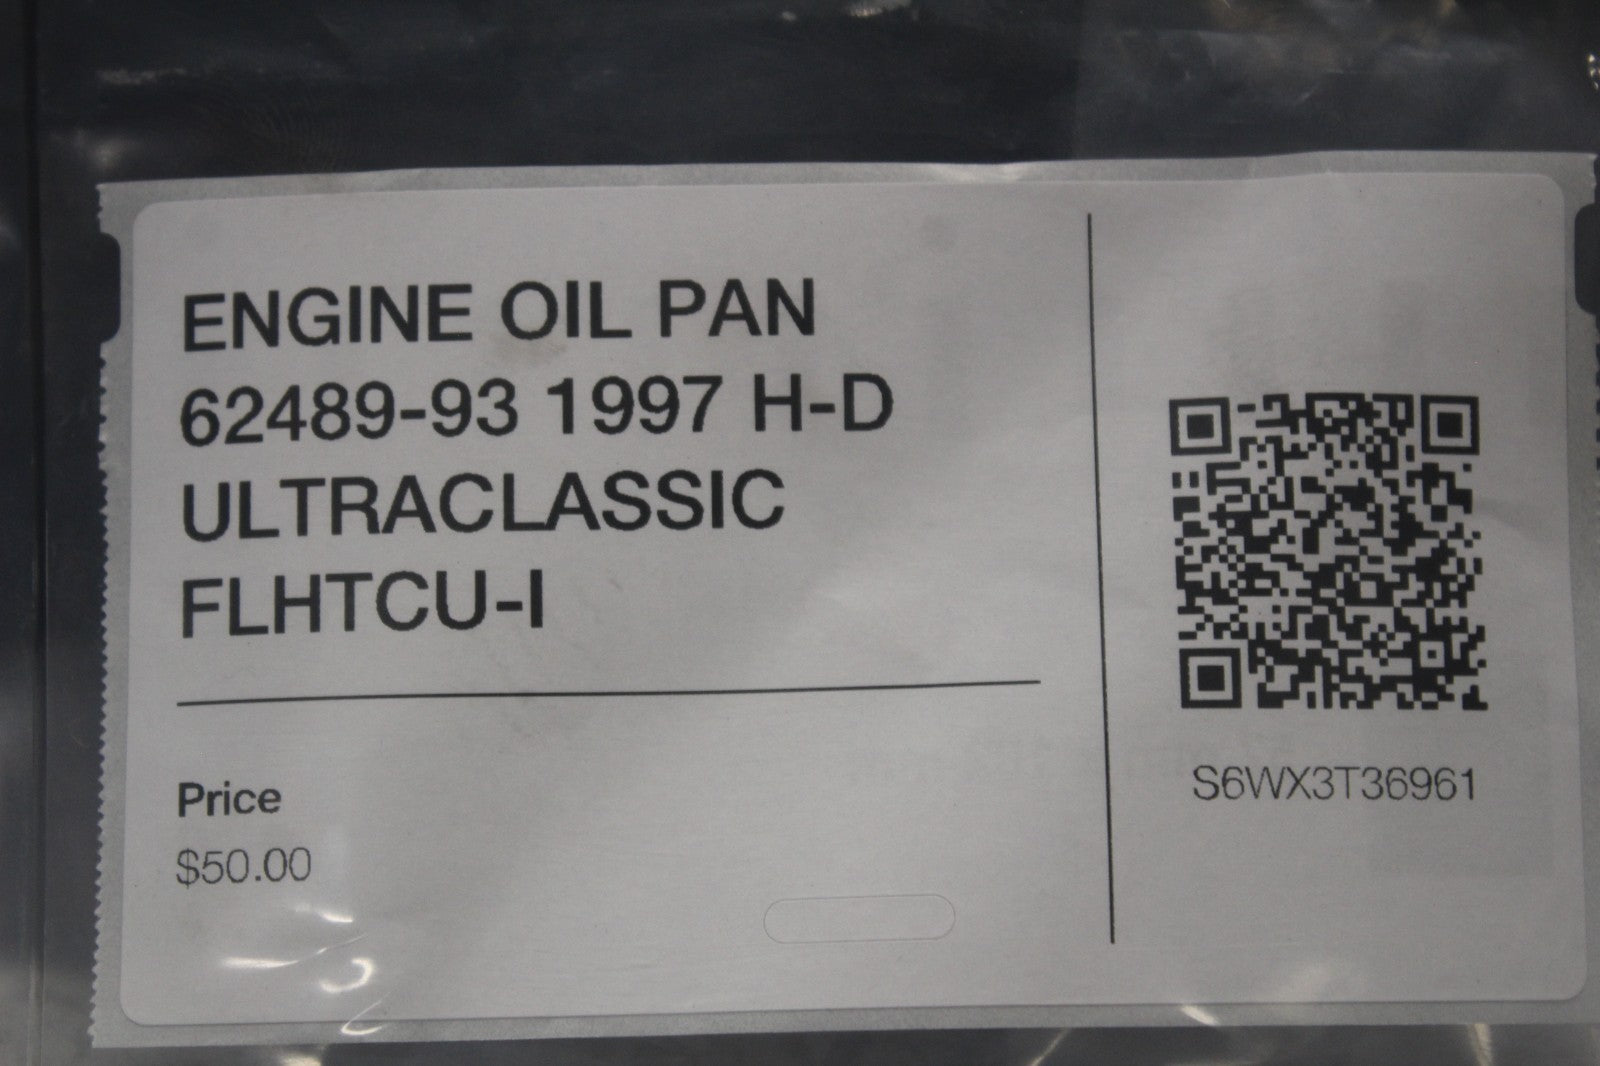 ENGINE OIL PAN
62489-93 1997 H-D
ULTRACLASSIC
FLHTCU-I
Price
$50.00
S6WX3T36961